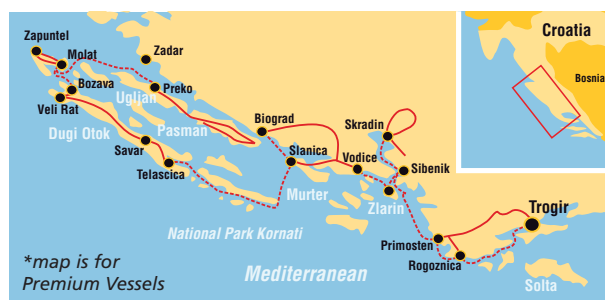 Zapuntel
Molat
Zadar
Bozava
Preko
Ugljan
Veli Rat
Dugi Otok
Pasman
Biograd
Skradin
Savar
Slanica
Vodice
Sibenik
Telascica
Murter
Zlarin
National Park Kornati
Primosten
Trogir
Rogoznica
Mediterranean
Solta
*map is for
Premium Vessels
Croatia
Bosnia